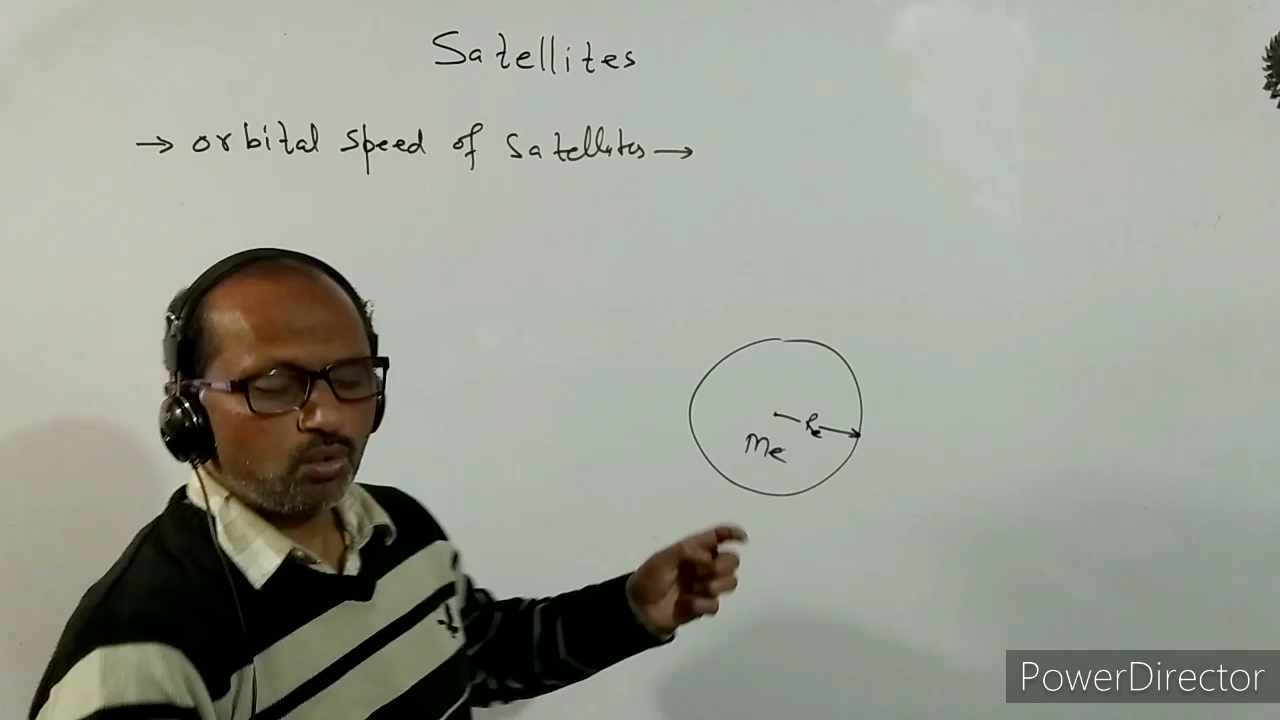 Satellites
→ orbital speed of satellites →
Re
Me
PowerDirector